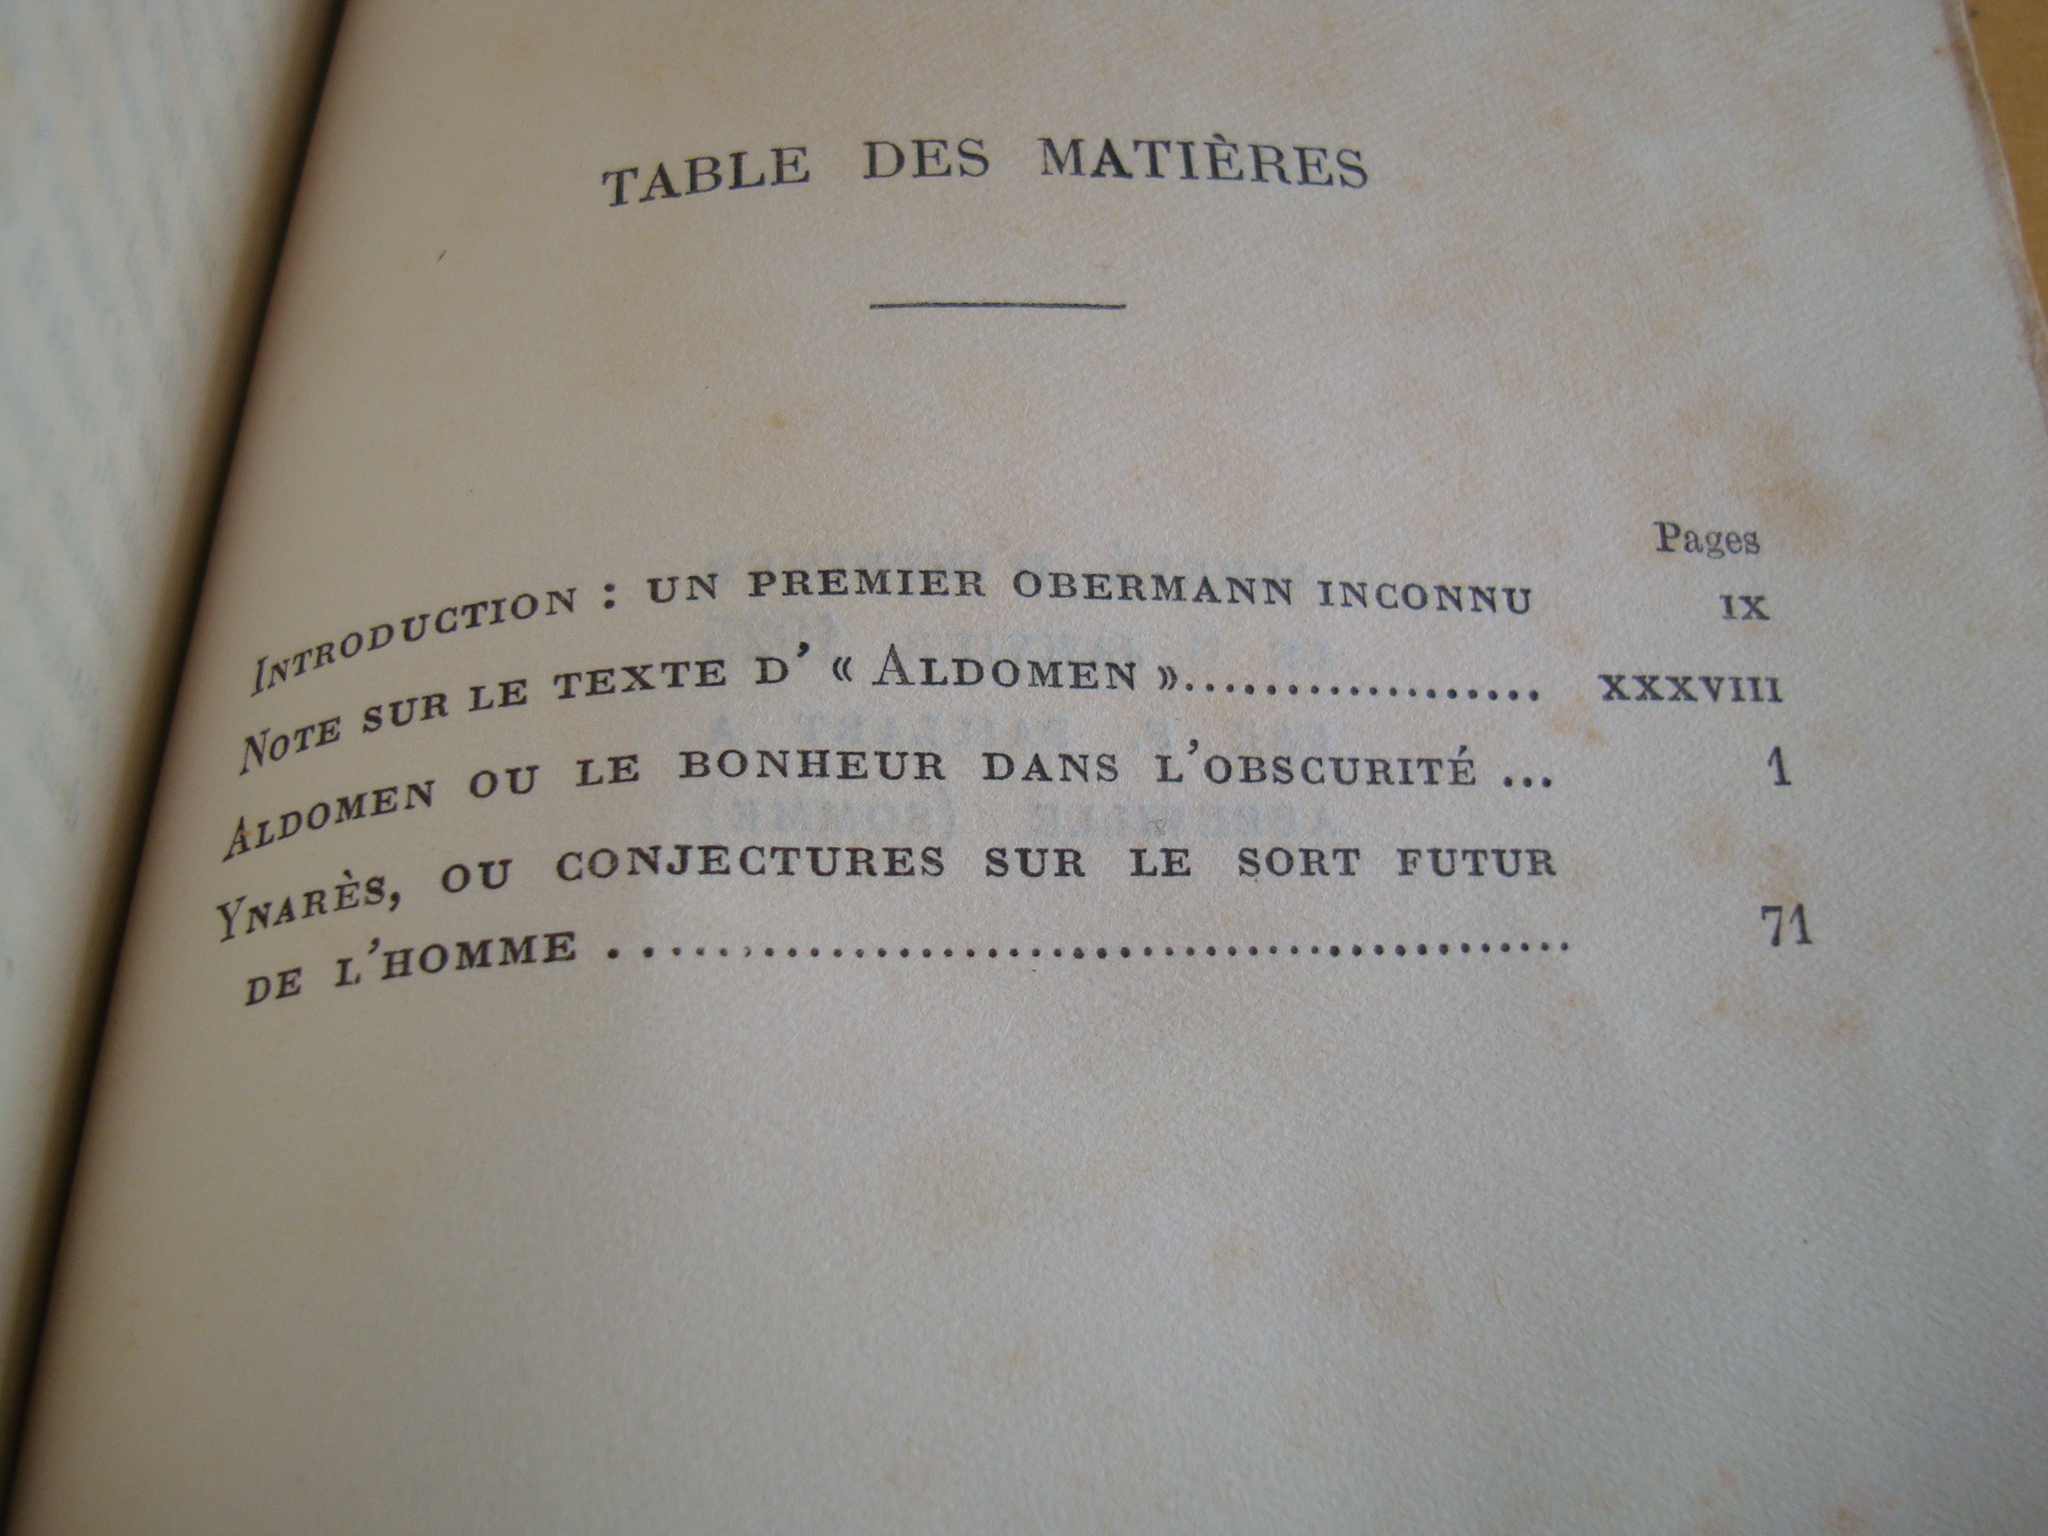 TABLE DES MATIÈRES
Pages
INTRODUCTION : UN PREMIER OBERMANN INCONNU IX
NOTE SUR LE TEXTE D' « ALDOMEN ».................. XXXVIII
ALDOMEN OU LE BONHEUR DANS L'OBSCURITÉ ... 1
YNARÈS, OU CONJECTURES SUR LE SORT FUTUR
DE L'HOMME ................................................ 71